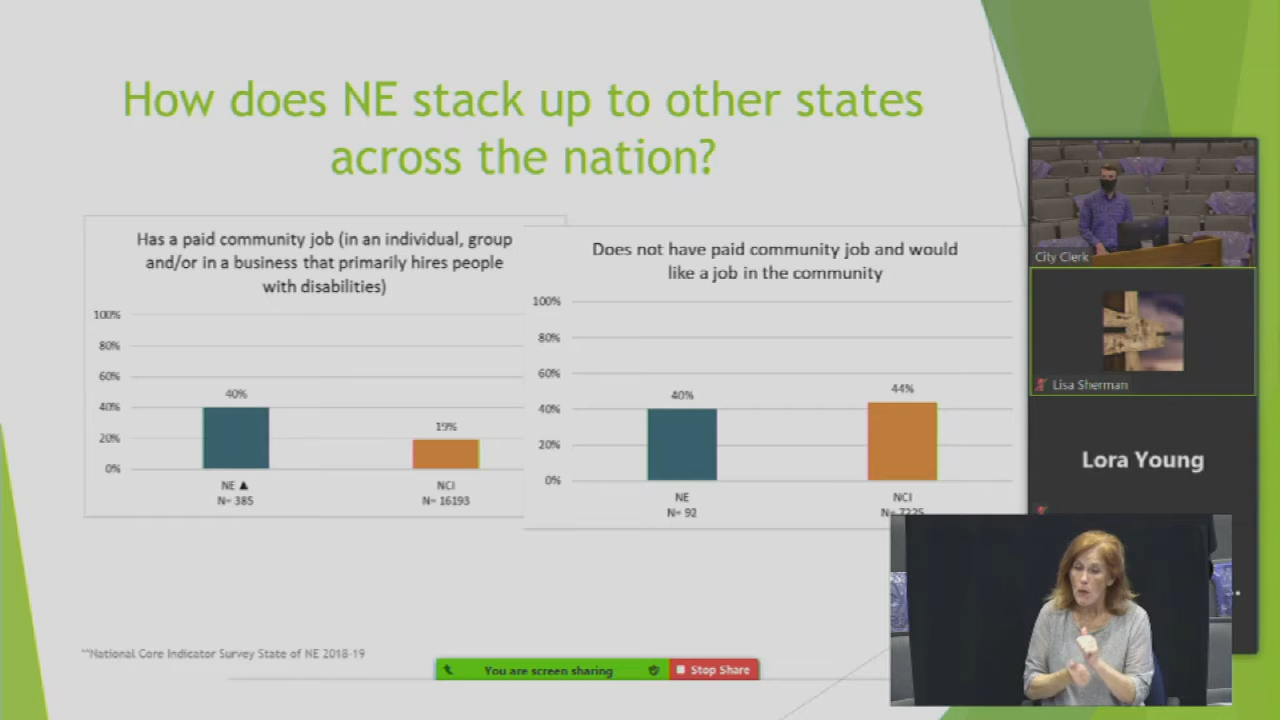 How does NE stack up to other states
across the nation?
Has a paid community job (in an individual, group
and/or in a business that primarily hires people
with disabilities)
100%
80%
60%
40%
20%
0%
40%
19%
NE ▲
N= 385
NCI
N= 16193
Does not have paid community job and would
like a job in the community
100%
80%
60%
40%
20%
0%
40%
44%
NE
N= 92
NCI
N= 7225
**National Core Indicator Survey State of NE 2018-19
You are screen sharing
Stop Share
City Clerk
Lisa Sherman
Lora Young